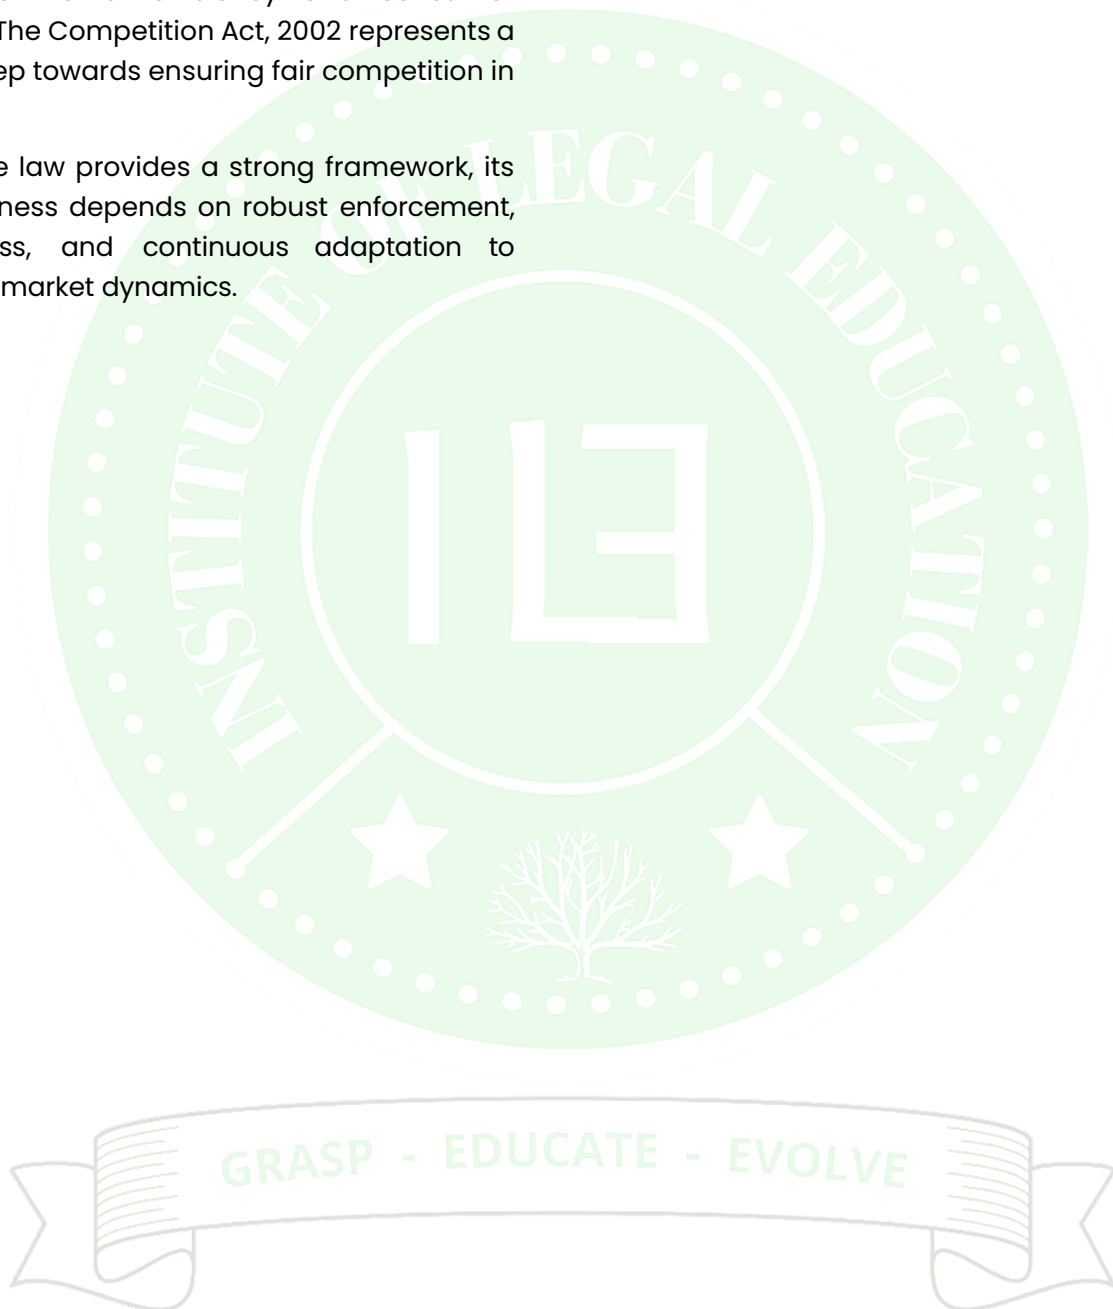 The Competition Act, 2002 represents a
ep towards ensuring fair competition in
e law provides a strong framework, its
ness depends on robust enforcement,
ss, and continuous adaptation to
market dynamics.
INSTITUTE OF LEGAL EDUCATION
ILE
GRASP - EDUCATE - EVOLVE